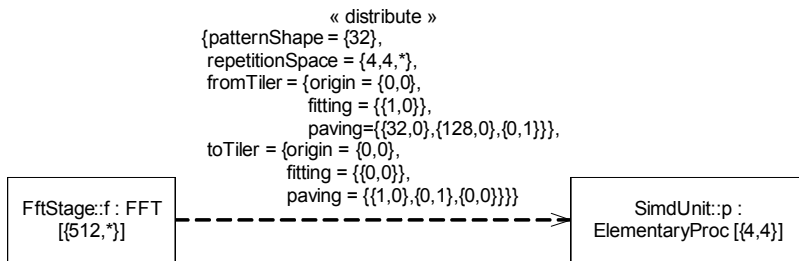 « distribute »
{patternShape = {32},
repetitionSpace = {4,4,*},
fromTiler = {origin = {0,0},
fitting = {{1,0}},
paving={{32,0},{128,0},{0,1}}},
toTiler = {origin = {0,0},
fitting = {{0,0}},
paving = {{1,0},{0,1},{0,0}}}}
FftStage::f : FFT
[{512,*}]
SimdUnit::p :
ElementaryProc [{4,4}]